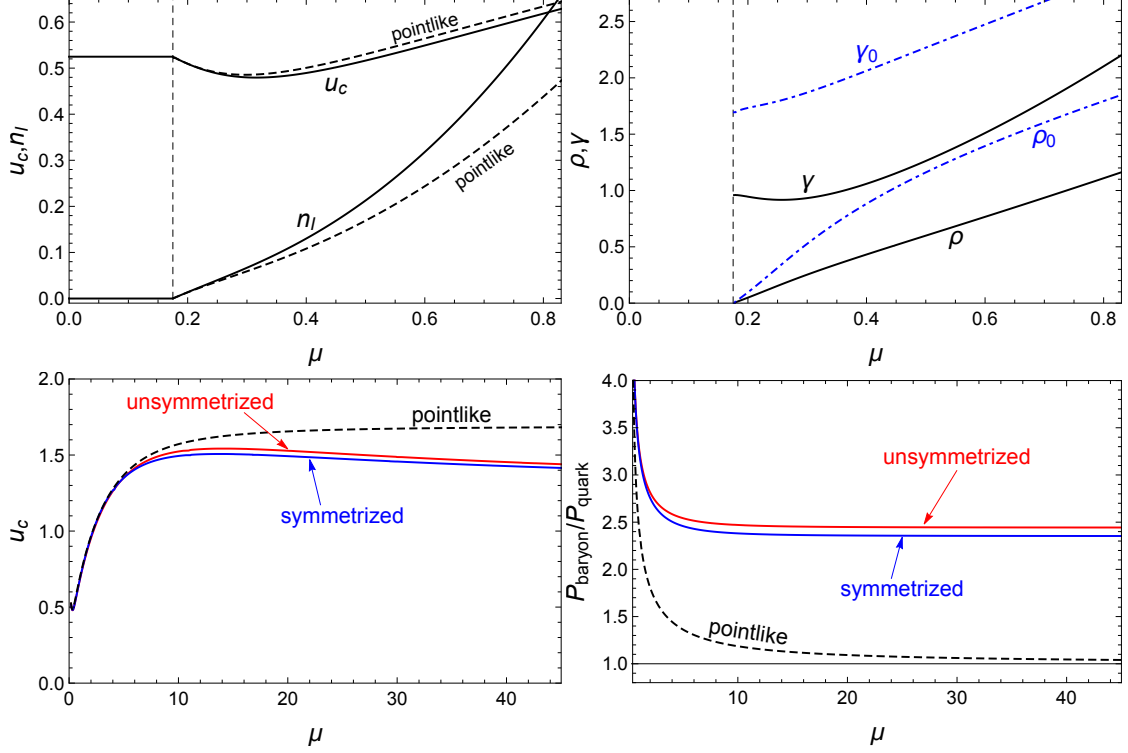 pointlike
u_c
pointlike
n_l
u_c,n_l
0.0 0.1 0.2 0.3 0.4 0.5 0.6
0.0 0.2 0.4 0.6 0.8
μ
γ_0
ρ_0
γ
ρ
ρ,γ
0.0 0.5 1.0 1.5 2.0 2.5
0.0 0.2 0.4 0.6 0.8
μ
unsymmetrized
pointlike
symmetrized
u_c
0.0 0.5 1.0 1.5 2.0
0 10 20 30 40
μ
unsymmetrized
symmetrized
pointlike
P_baryon/P_quark
1.0 1.5 2.0 2.5 3.0 3.5 4.0
10 20 30 40
μ